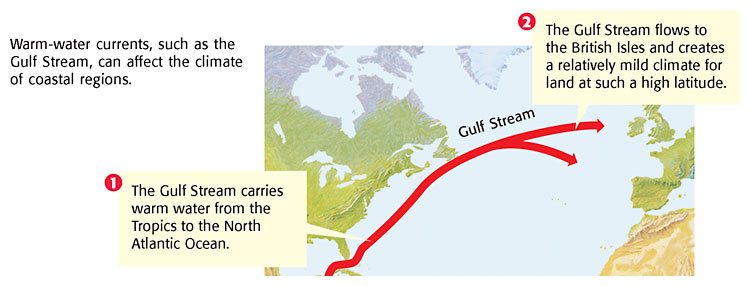 Warm-water currents, such as the
Gulf Stream, can affect the climate
of coastal regions.
2
The Gulf Stream flows to
the British Isles and creates
a relatively mild climate for
land at such a high latitude.
Gulf Stream
1
The Gulf Stream carries
warm water from the
Tropics to the North
Atlantic Ocean.